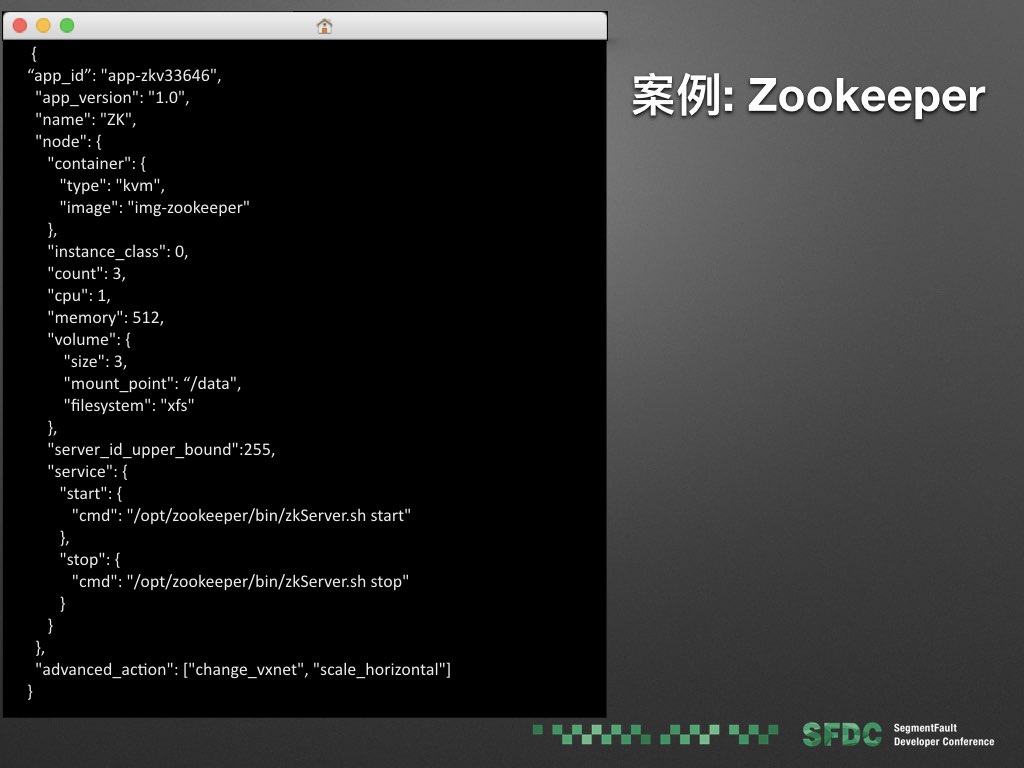 案例: Zookeeper
{
“app_id”: "app-zkv33646",
"app_version": "1.0",
"name": "ZK",
"node": {
"container": {
"type": "kvm",
"image": "img-zookeeper"
},
"instance_class": 0,
"count": 3,
"cpu": 1,
"memory": 512,
"volume": {
"size": 3,
"mount_point": “/data",
"filesystem": "xfs"
},
"server_id_upper_bound":255,
"service": {
"start": {
"cmd": "/opt/zookeeper/bin/zkServer.sh start"
},
"stop": {
"cmd": "/opt/zookeeper/bin/zkServer.sh stop"
}
}
},
"advanced_action": ["change_vxnet", "scale_horizontal"]
}
SFDC
SegmentFault
Developer Conference